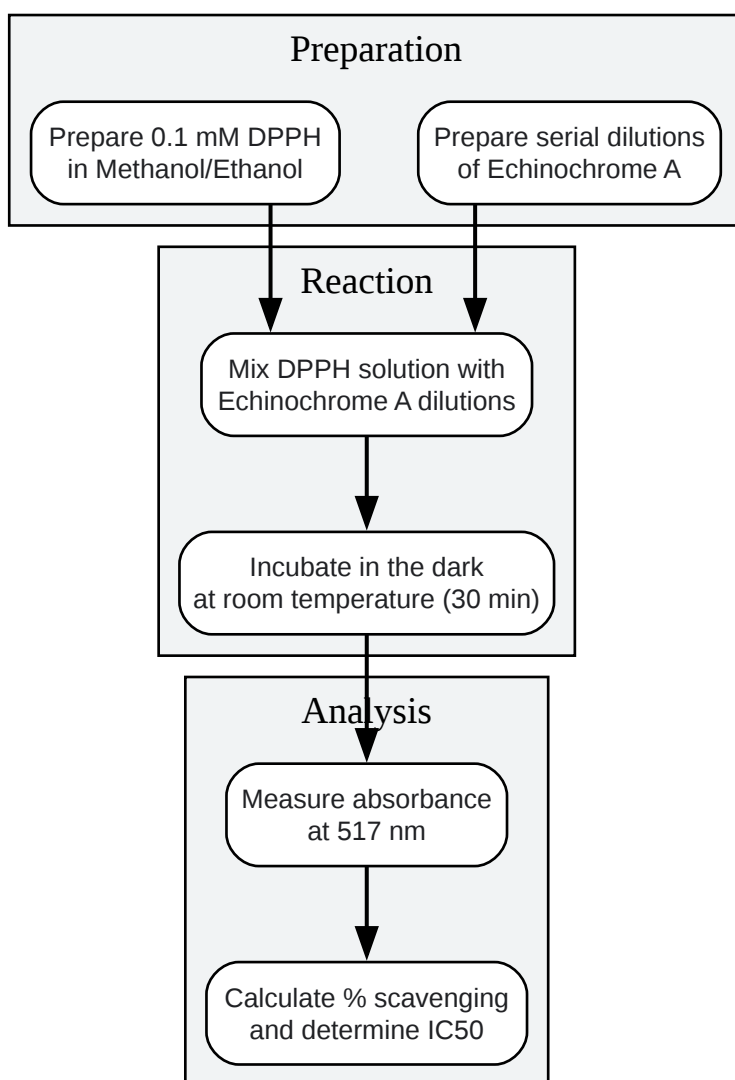 Preparation
Prepare 0.1 mM DPPH
in Methanol/Ethanol
Prepare serial dilutions
of Echinochrome A
Reaction
Mix DPPH solution with
Echinochrome A dilutions
Incubate in the dark
at room temperature (30 min)
Analysis
Measure absorbance
at 517 nm
Calculate % scavenging
and determine IC50